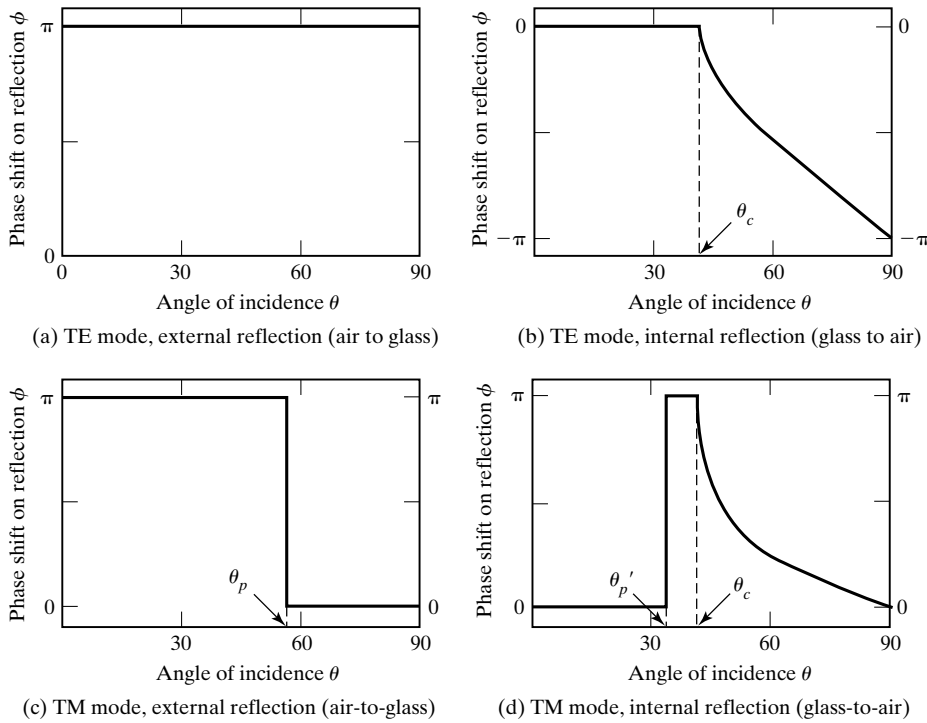 Phase shift on reflection ϕ
π
0
0
30
60
90
Angle of incidence θ
(a) TE mode, external reflection (air to glass)
Phase shift on reflection ϕ
0
0
−π
−π
θc
30
60
90
Angle of incidence θ
(b) TE mode, internal reflection (glass to air)
Phase shift on reflection ϕ
π
π
0
0
θp
30
60
90
Angle of incidence θ
(c) TM mode, external reflection (air-to-glass)
Phase shift on reflection ϕ
π
π
0
0
θp′
θc
30
60
90
Angle of incidence θ
(d) TM mode, internal reflection (glass-to-air)